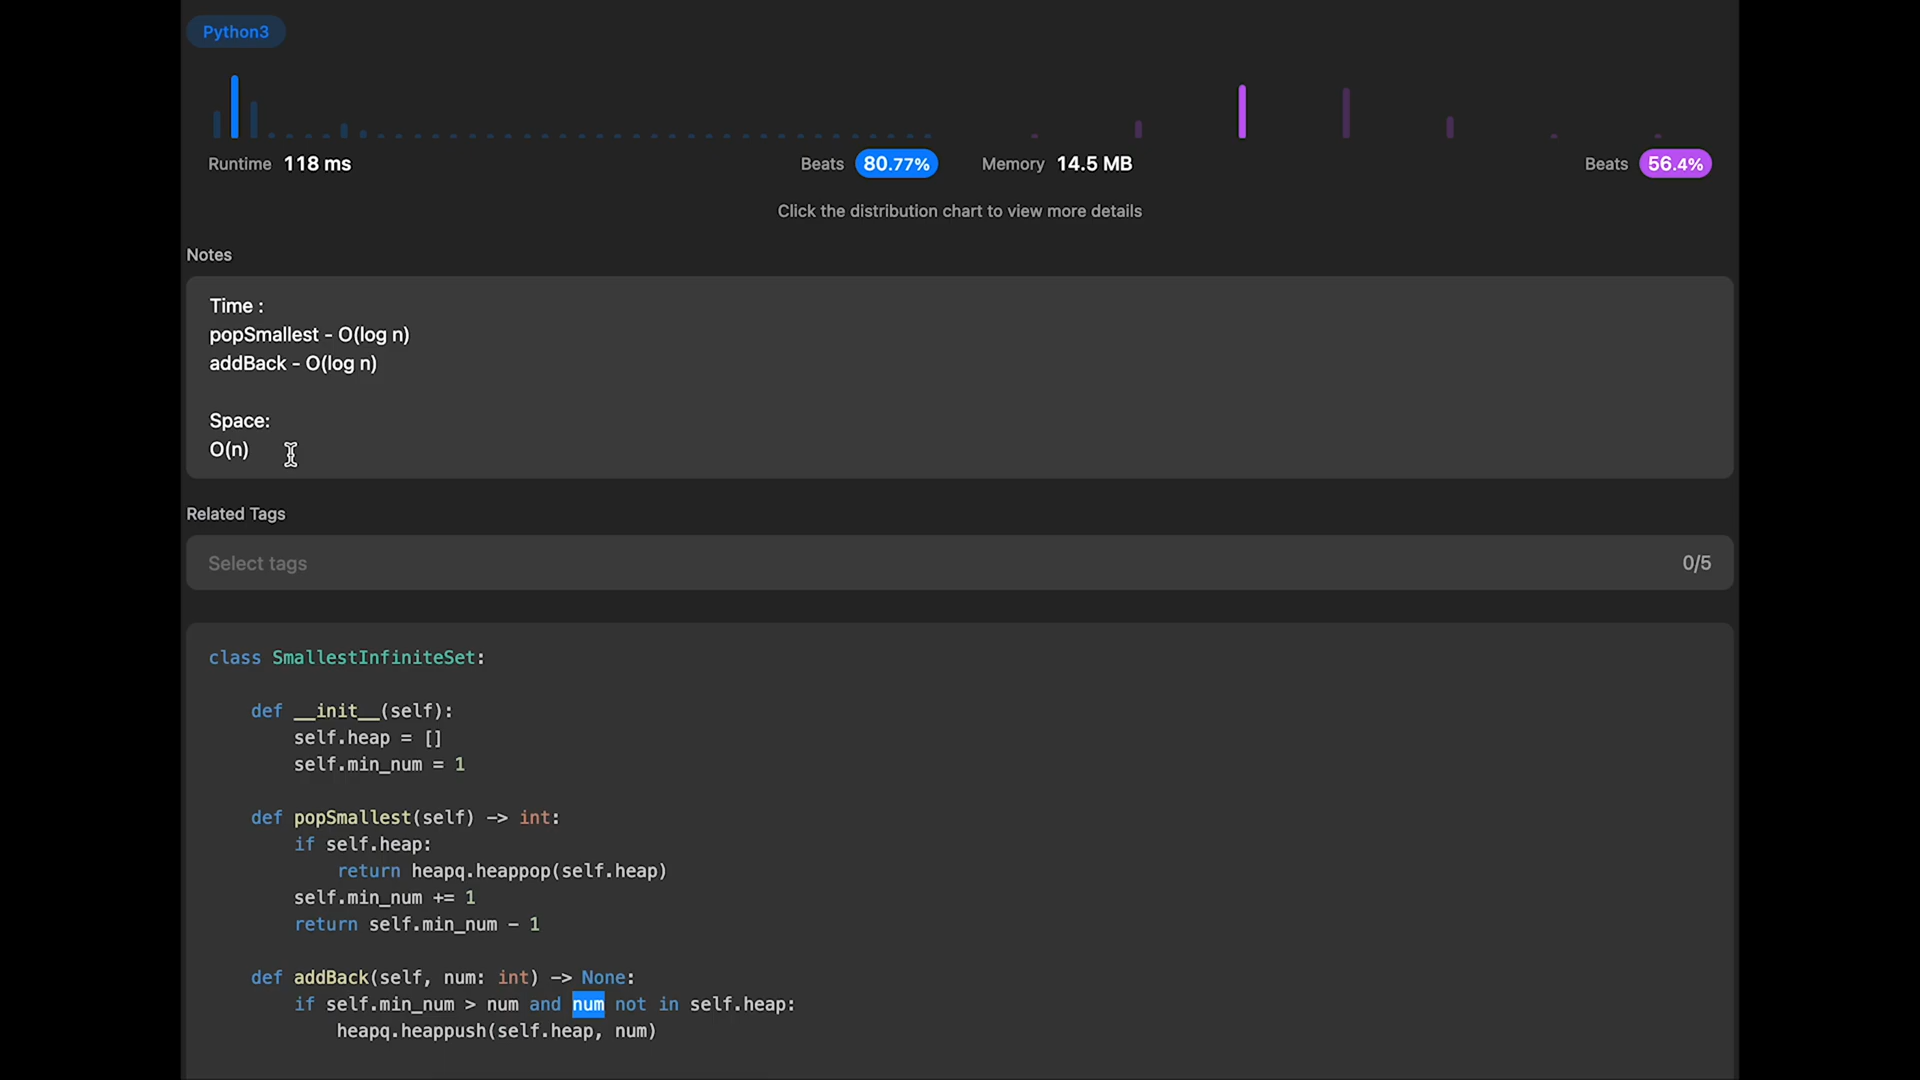 Python3
Runtime 118 ms Beats 80.77% Memory 14.5 MB Beats 56.4%
Click the distribution chart to view more details
Notes
Time :
popSmallest - O(log n)
addBack - O(log n)
Space:
O(n)
Related Tags
Select tags 0/5
class SmallestInfiniteSet:
def __init__(self):
self.heap = []
self.min_num = 1
def popSmallest(self) -> int:
if self.heap:
return heapq.heappop(self.heap)
self.min_num += 1
return self.min_num - 1
def addBack(self, num: int) -> None:
if self.min_num > num and num not in self.heap:
heapq.heappush(self.heap, num)